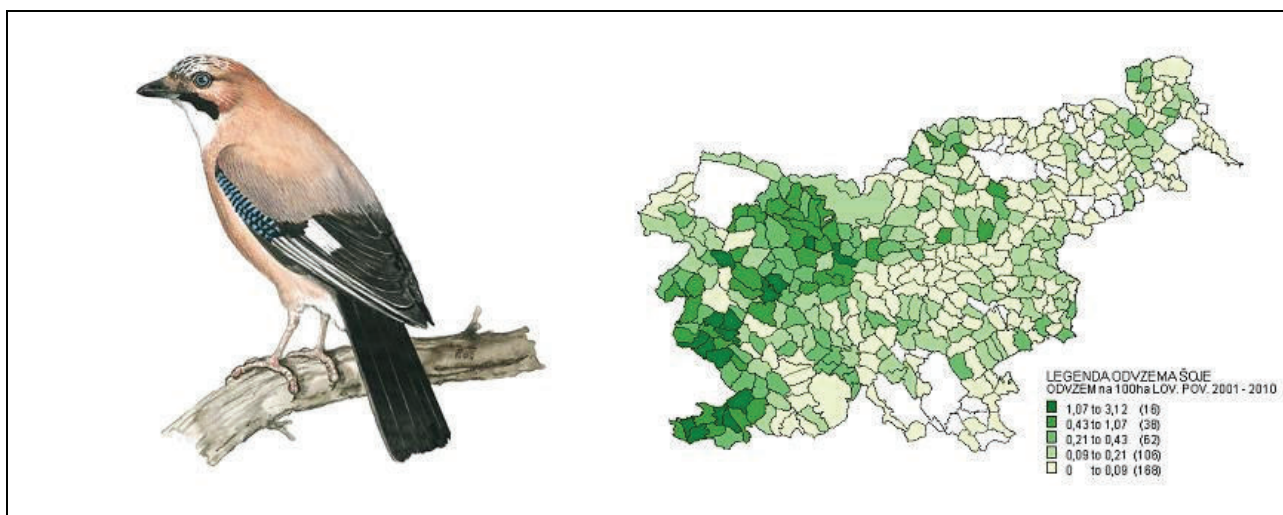 LEGENDA ODVZEMA ŠOJE
ODVZEM na 100ha LOV. POV. 2001 - 2010
1,07 to 3,12 (16)
0,43 to 1,07 (38)
0,21 to 0,43 (62)
0,09 to 0,21 (106)
0 to 0,09 (168)